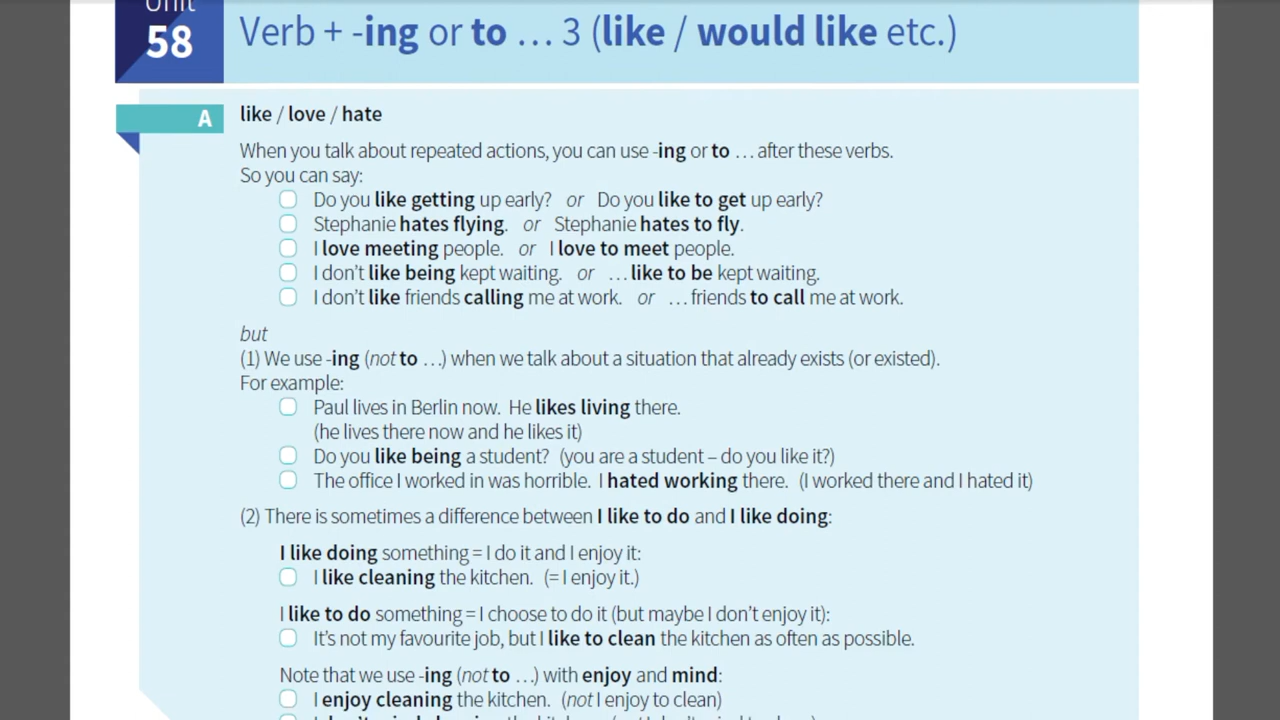 Unit
58
Verb + -ing or to … 3 (like / would like etc.)
A
like / love / hate
When you talk about repeated actions, you can use -ing or to … after these verbs.
So you can say:
Do you like getting up early? or Do you like to get up early?
Stephanie hates flying. or Stephanie hates to fly.
I love meeting people. or I love to meet people.
I don't like being kept waiting. or … like to be kept waiting.
I don't like friends calling me at work. or … friends to call me at work.
but
(1) We use -ing (not to …) when we talk about a situation that already exists (or existed).
For example:
Paul lives in Berlin now. He likes living there.
(he lives there now and he likes it)
Do you like being a student? (you are a student – do you like it?)
The office I worked in was horrible. I hated working there. (I worked there and I hated it)
(2) There is sometimes a difference between I like to do and I like doing:
I like doing something = I do it and I enjoy it:
I like cleaning the kitchen. (= I enjoy it.)
I like to do something = I choose to do it (but maybe I don't enjoy it):
It's not my favourite job, but I like to clean the kitchen as often as possible.
Note that we use -ing (not to …) with enjoy and mind:
I enjoy cleaning the kitchen. (not I enjoy to clean)